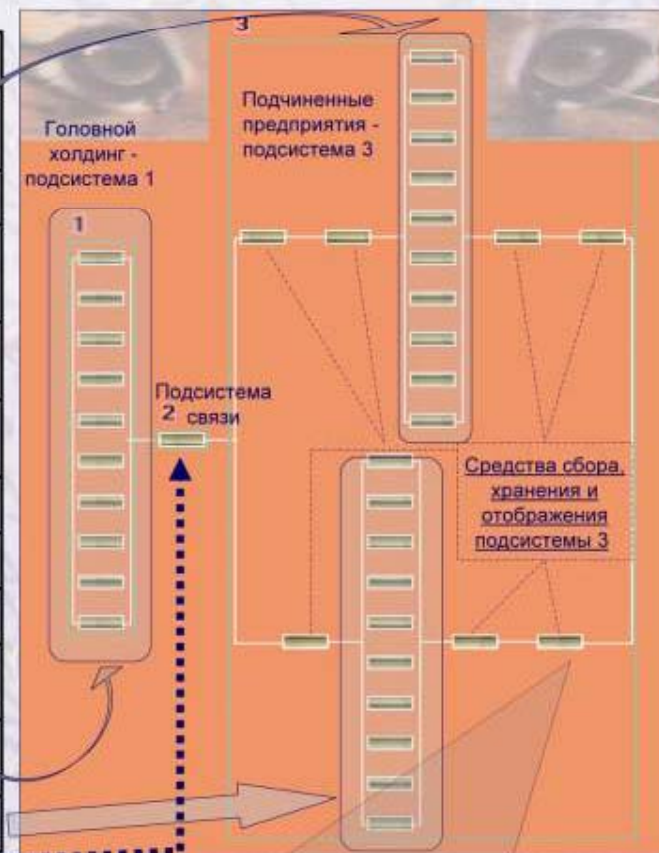 3
Головной
холдинг -
подсистема 1
Подчиненные
предприятия -
подсистема 3
1
Подсистема
2 связи
Средства сбора,
хранения и
отображения
подсистемы 3